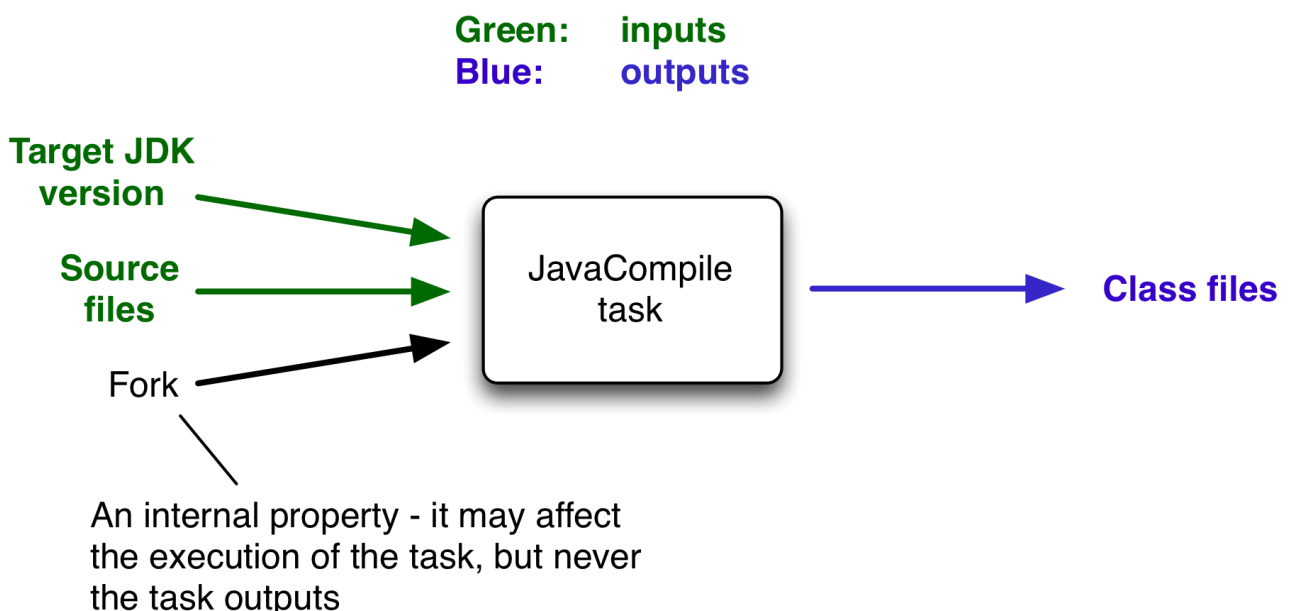 Green: inputs
Blue: outputs
Target JDK
version
Source
files
Fork
JavaCompile
task
Class files
An internal property - it may affect
the execution of the task, but never
the task outputs